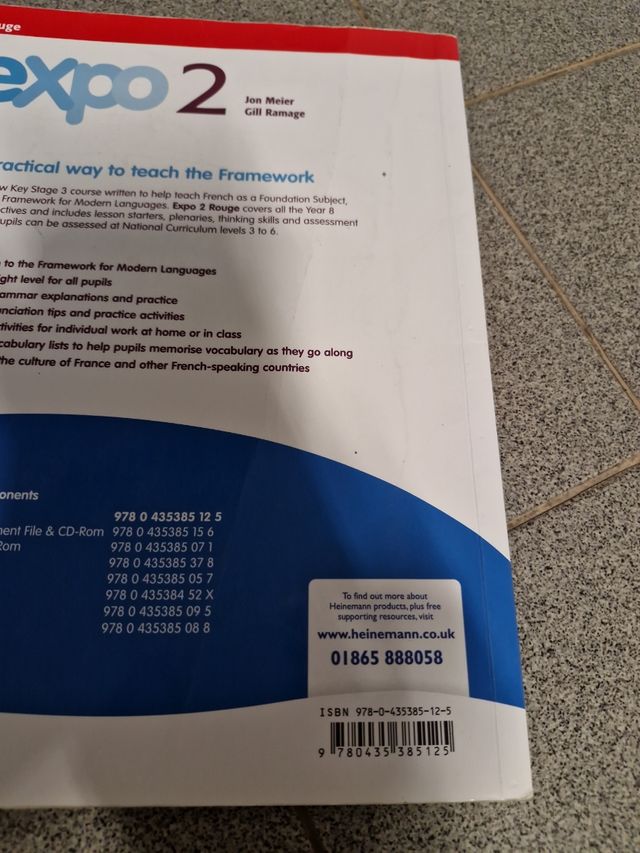 uge
expo 2
Jon Meier
Gill Ramage
ractical way to teach the Framework
w Key Stage 3 course written to help teach French as a Foundation Subject,
Framework for Modern Languages. Expo 2 Rouge covers all the Year 8
ctives and includes lesson starters, plenaries, thinking skills and assessment
upils can be assessed at National Curriculum levels 3 to 6.
to the Framework for Modern Languages
ght level for all pupils
ammar explanations and practice
nciation tips and practice activities
tivities for individual work at home or in class
cabulary lists to help pupils memorise vocabulary as they go along
the culture of France and other French-speaking countries
onents
978 0 435385 12 5
ment File & CD-Rom 978 0 435385 15 6
Rom 978 0 435385 07 1
978 0 435385 37 8
978 0 435385 05 7
978 0 435384 52 X
978 0 435385 09 5
978 0 435385 08 8
To find out more about
Heinemann products, plus free
supporting resources, visit
www.heinemann.co.uk
01865 888058
ISBN 978-0-435385-12-5
9 780435 385125